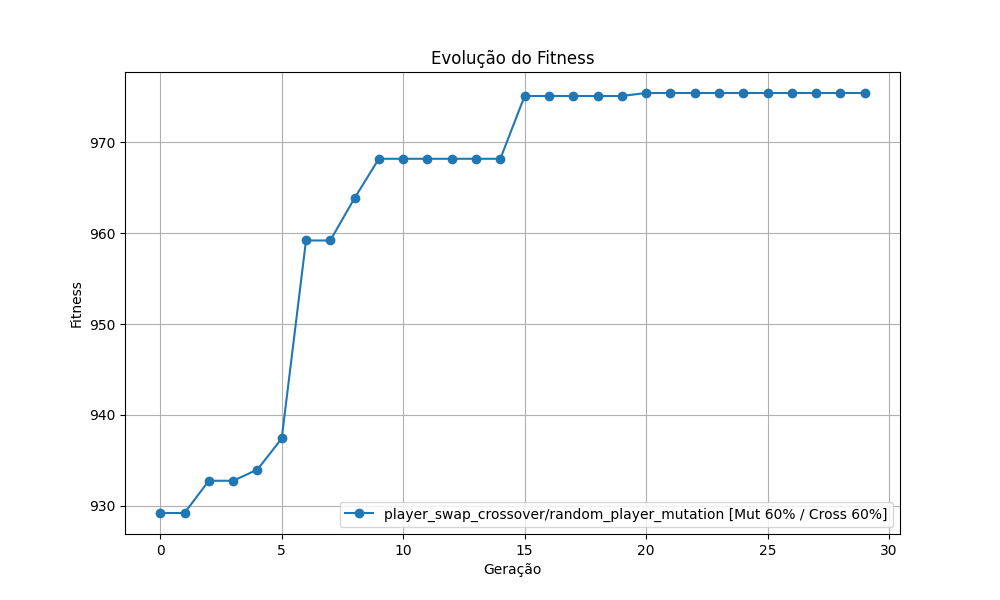 Evolução do Fitness
Fitness
970
960
950
940
930
player_swap_crossover/random_player_mutation [Mut 60% / Cross 60%]
0 5 10 15 20 25 30
Geração